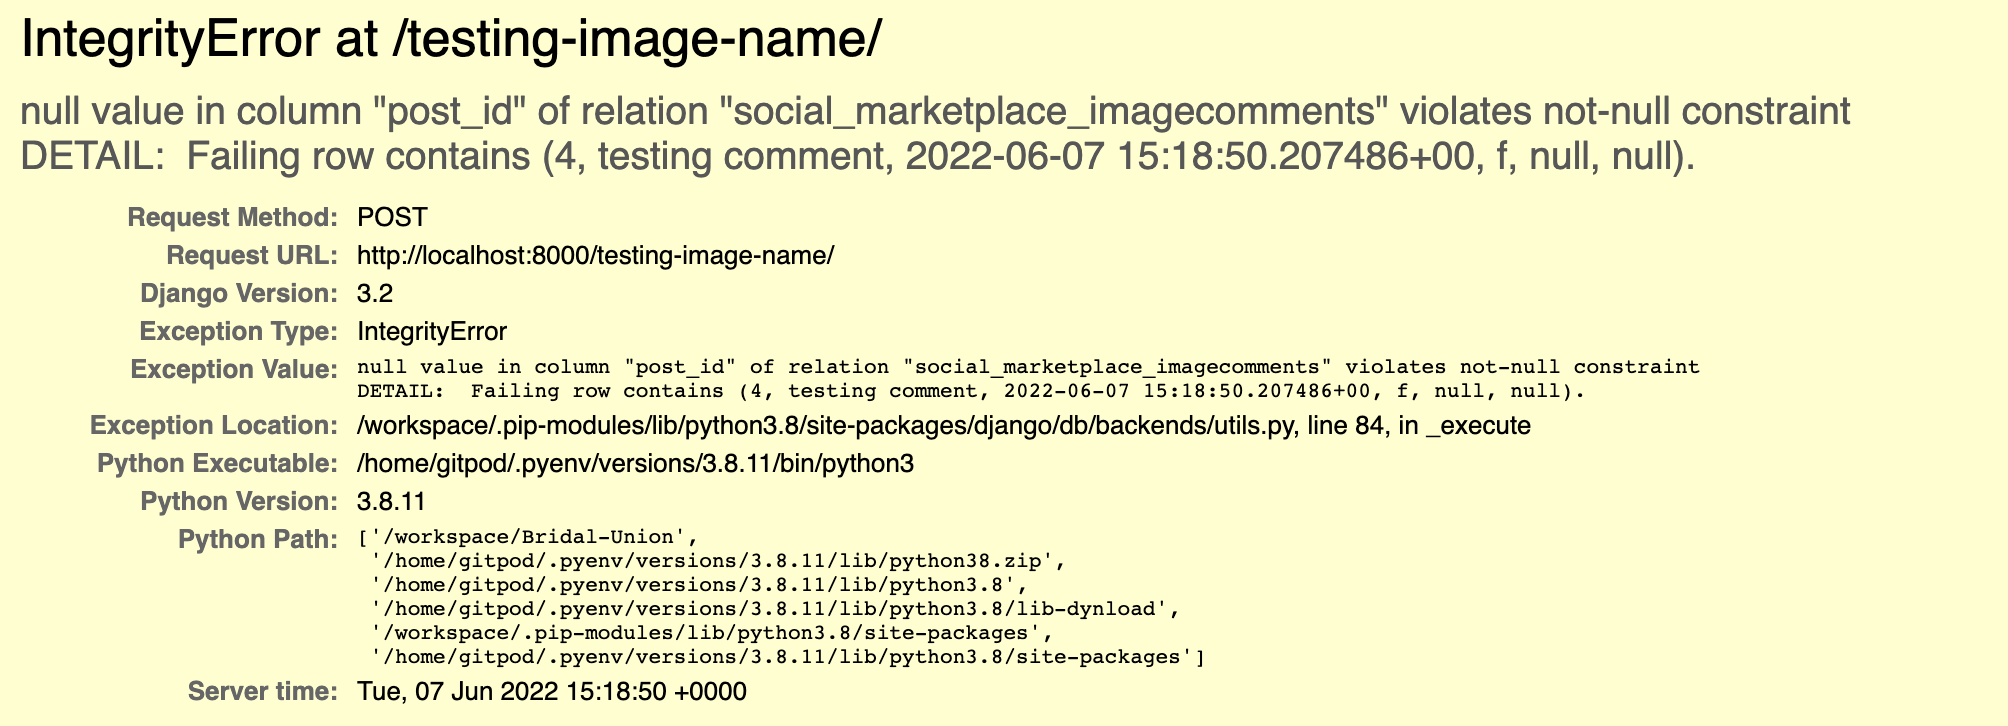 IntegrityError at /testing-image-name/
null value in column "post_id" of relation "social_marketplace_imagecomments" violates not-null constraint
DETAIL:  Failing row contains (4, testing comment, 2022-06-07 15:18:50.207486+00, f, null, null).
Request Method: POST
Request URL: http://localhost:8000/testing-image-name/
Django Version: 3.2
Exception Type: IntegrityError
Exception Value: null value in column "post_id" of relation "social_marketplace_imagecomments" violates not-null constraint
DETAIL:  Failing row contains (4, testing comment, 2022-06-07 15:18:50.207486+00, f, null, null).
Exception Location: /workspace/.pip-modules/lib/python3.8/site-packages/django/db/backends/utils.py, line 84, in _execute
Python Executable: /home/gitpod/.pyenv/versions/3.8.11/bin/python3
Python Version: 3.8.11
Python Path: ['/workspace/Bridal-Union',
'/home/gitpod/.pyenv/versions/3.8.11/lib/python38.zip',
'/home/gitpod/.pyenv/versions/3.8.11/lib/python3.8',
'/home/gitpod/.pyenv/versions/3.8.11/lib/python3.8/lib-dynload',
'/workspace/.pip-modules/lib/python3.8/site-packages',
'/home/gitpod/.pyenv/versions/3.8.11/lib/python3.8/site-packages']
Server time: Tue, 07 Jun 2022 15:18:50 +0000